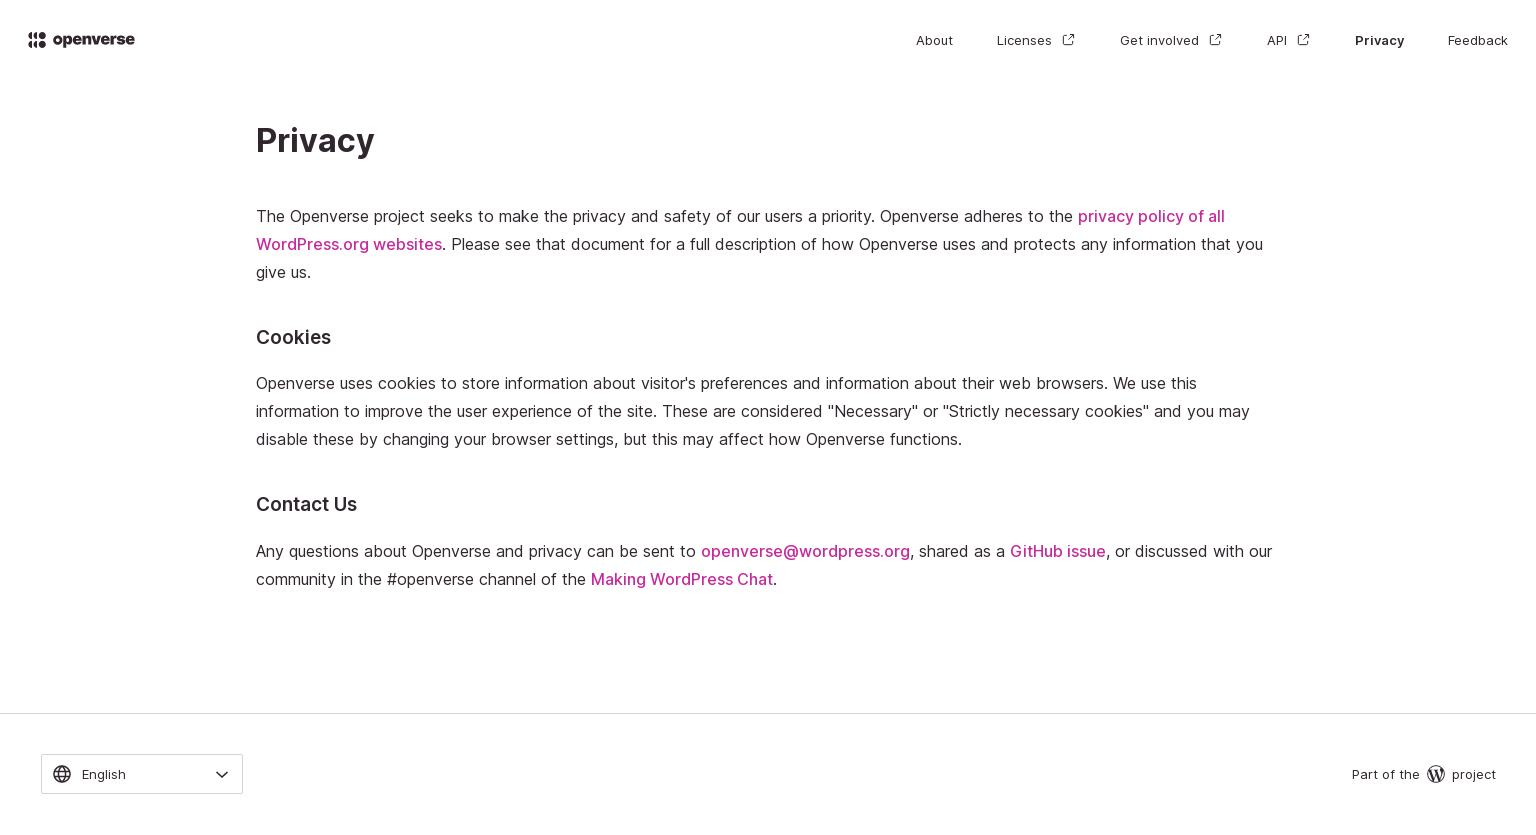 openverse
About Licenses Get involved API Privacy Feedback
Privacy
The Openverse project seeks to make the privacy and safety of our users a priority. Openverse adheres to the privacy policy of all
WordPress.org websites. Please see that document for a full description of how Openverse uses and protects any information that you
give us.
Cookies
Openverse uses cookies to store information about visitor's preferences and information about their web browsers. We use this
information to improve the user experience of the site. These are considered "Necessary" or "Strictly necessary cookies" and you may
disable these by changing your browser settings, but this may affect how Openverse functions.
Contact Us
Any questions about Openverse and privacy can be sent to openverse@wordpress.org, shared as a GitHub issue, or discussed with our
community in the #openverse channel of the Making WordPress Chat.
English
Part of the project